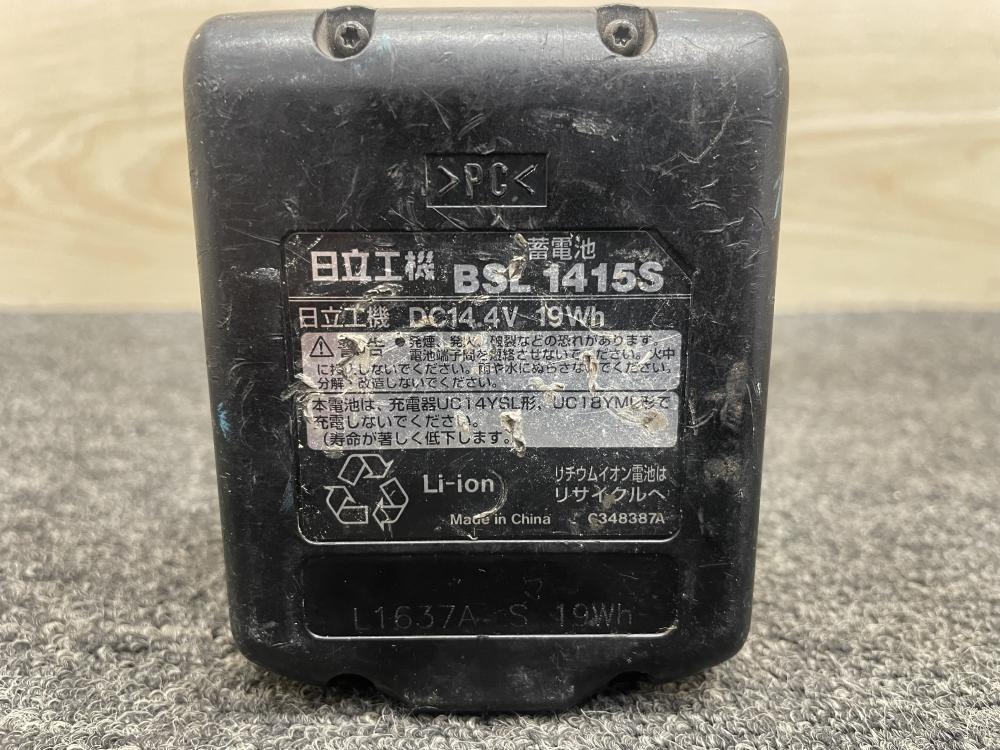 >PC<
蓄電池
日立工機 BSL 1415S
日立工機 DC14.4V 19Wh
⚠警告 ●発煙、発火、破裂などの恐れがあります。
電池端子間を短絡させないでください。火中
に投入しないでください。雨や水にぬらさないでください。
分解、改造しないでください。
本電池は、充電器UC14YSL形、UC18YML形で
充電しないでください。
(寿命が著しく低下します。)
Li-ion
リチウムイオン電池は
リサイクルへ
Made in China C348387A
L1637A S 19Wh